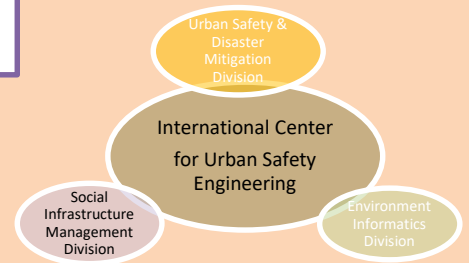 Urban Safety &
Disaster
Mitigation
Division
International Center
for Urban Safety
Engineering
Social
Infrastructure
Management
Division
Environment
Informatics
Division